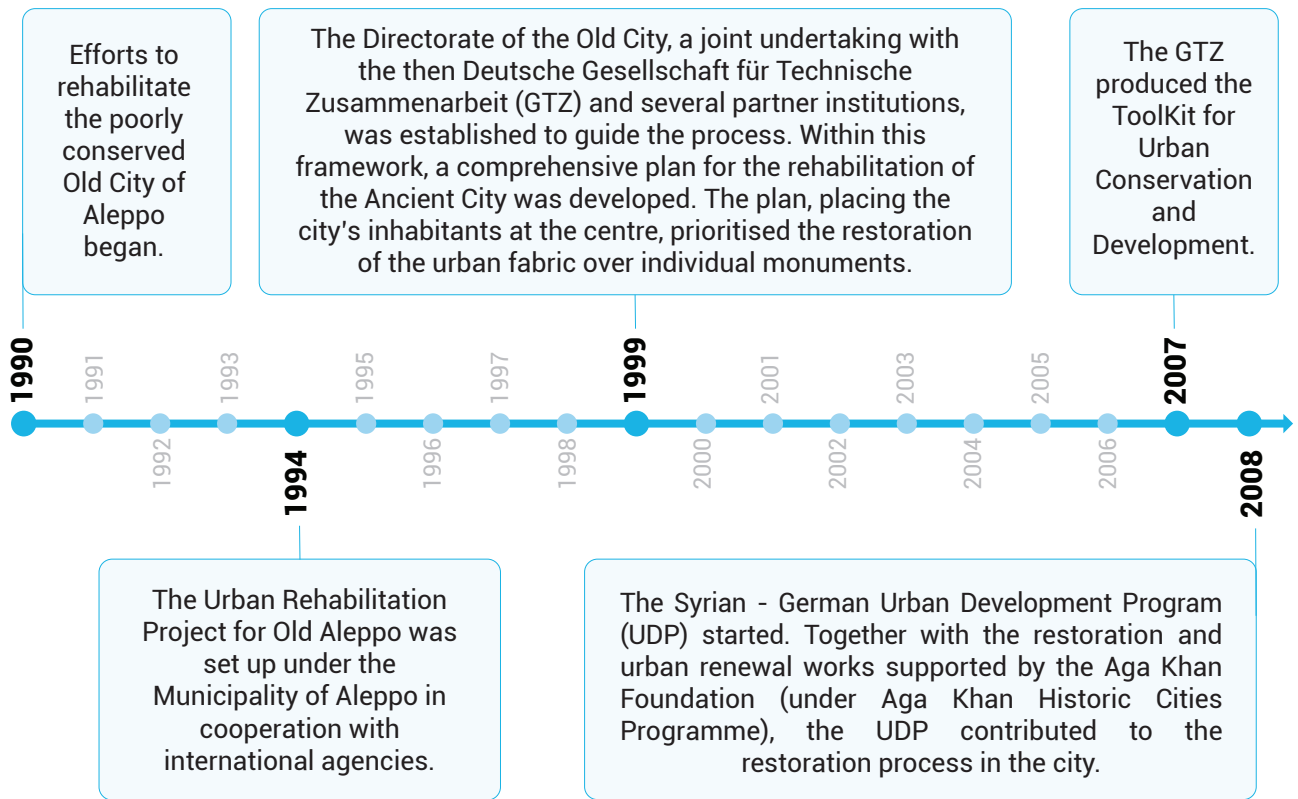 Efforts to
rehabilitate
the poorly
conserved
Old City of
Aleppo
began.
The Directorate of the Old City, a joint undertaking with
the then Deutsche Gesellschaft für Technische
Zusammenarbeit (GTZ) and several partner institutions,
was established to guide the process. Within this
framework, a comprehensive plan for the rehabilitation of
the Ancient City was developed. The plan, placing the
city's inhabitants at the centre, prioritised the restoration
of the urban fabric over individual monuments.
The GTZ
produced the
ToolKit for
Urban
Conservation
and
Development.
1990
1991
1992
1993
1994
1995
1996
1997
1998
1999
2000
2001
2002
2003
2004
2005
2006
2007
2008
The Urban Rehabilitation
Project for Old Aleppo was
set up under the
Municipality of Aleppo in
cooperation with
international agencies.
The Syrian - German Urban Development Program
(UDP) started. Together with the restoration and
urban renewal works supported by the Aga Khan
Foundation (under Aga Khan Historic Cities
Programme), the UDP contributed to the
restoration process in the city.